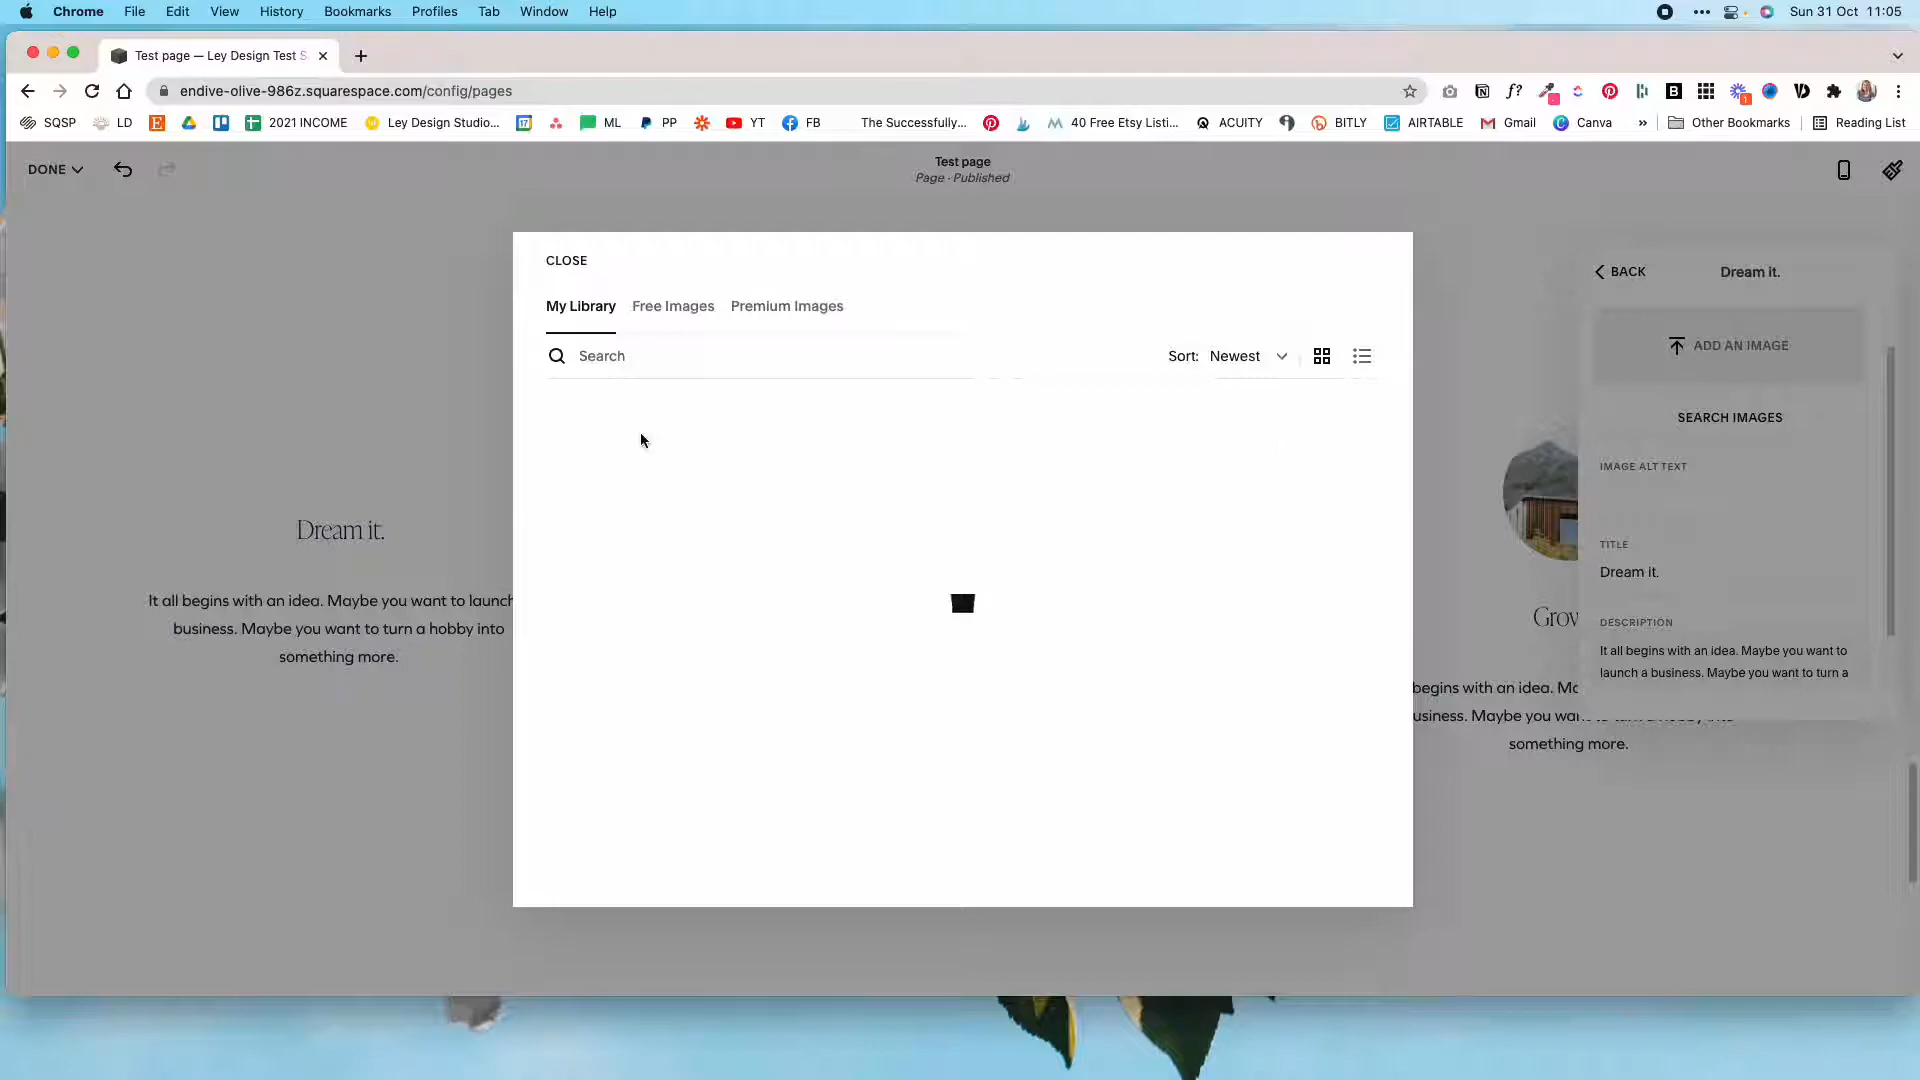 Chrome File Edit View History Bookmarks Profiles Tab Window Help Sun 31 Oct 11:05
Test page — Ley Design Test S
endive-olive-986z.squarespace.com/config/pages
SQSP LD 2021 INCOME Ley Design Studio... 17 ML PP YT FB The Successfully... 40 Free Etsy Listi... ACUITY BITLY AIRTABLE Gmail Canva » Other Bookmarks Reading List
DONE
Test page
Page · Published
CLOSE
My Library Free Images Premium Images
Search Sort: Newest
BACK Dream it.
ADD AN IMAGE
SEARCH IMAGES
IMAGE ALT TEXT
TITLE
Dream it.
DESCRIPTION
It all begins with an idea. Maybe you want to
launch a business. Maybe you want to turn a
Dream it.
It all begins with an idea. Maybe you want to launch
business. Maybe you want to turn a hobby into
something more.
Grow
begins with an idea. Ma
usiness. Maybe you wan
something more.